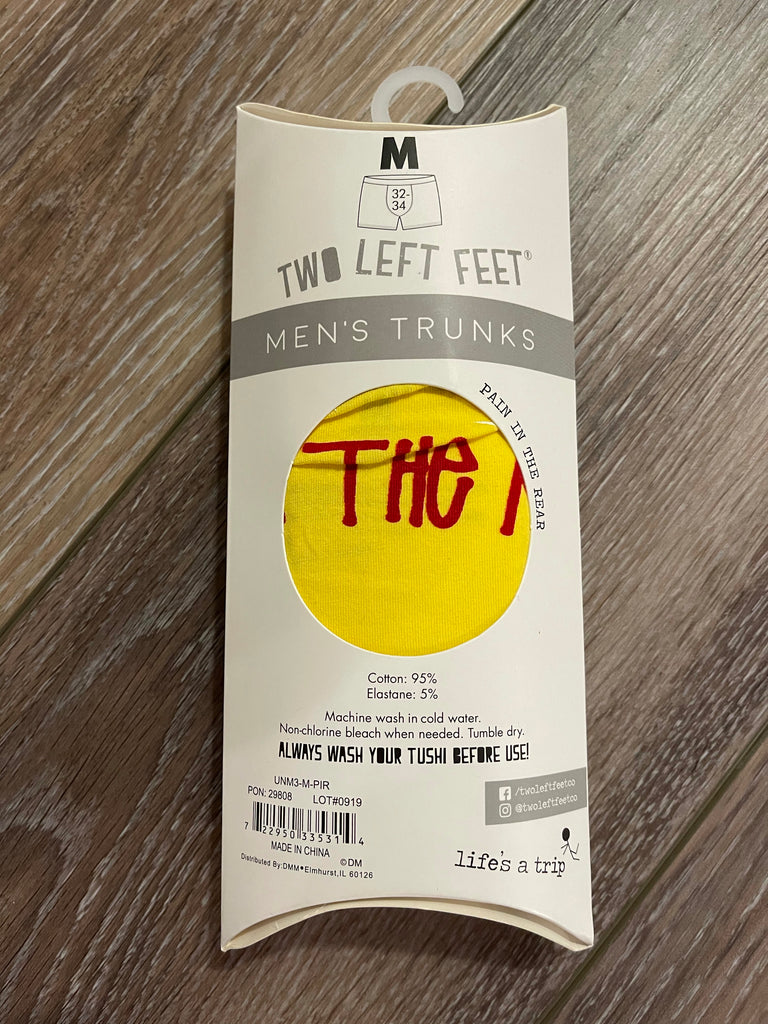 M
32-
34
TWO LEFT FEET®
MEN'S TRUNKS
PAIN IN THE REAR
THE
Cotton: 95%
Elastane: 5%
Machine wash in cold water.
Non-chlorine bleach when needed. Tumble dry.
ALWAYS WASH YOUR TUSHI BEFORE USE!
UNM3-M-PIR
PON: 29808 LOT#0919
7 22950 33531 4
MADE IN CHINA
©DM
Distributed By:DMM•Elmhurst,IL 60126
/twoleftfeetoo
@twoleftfeetoo
life's a trip